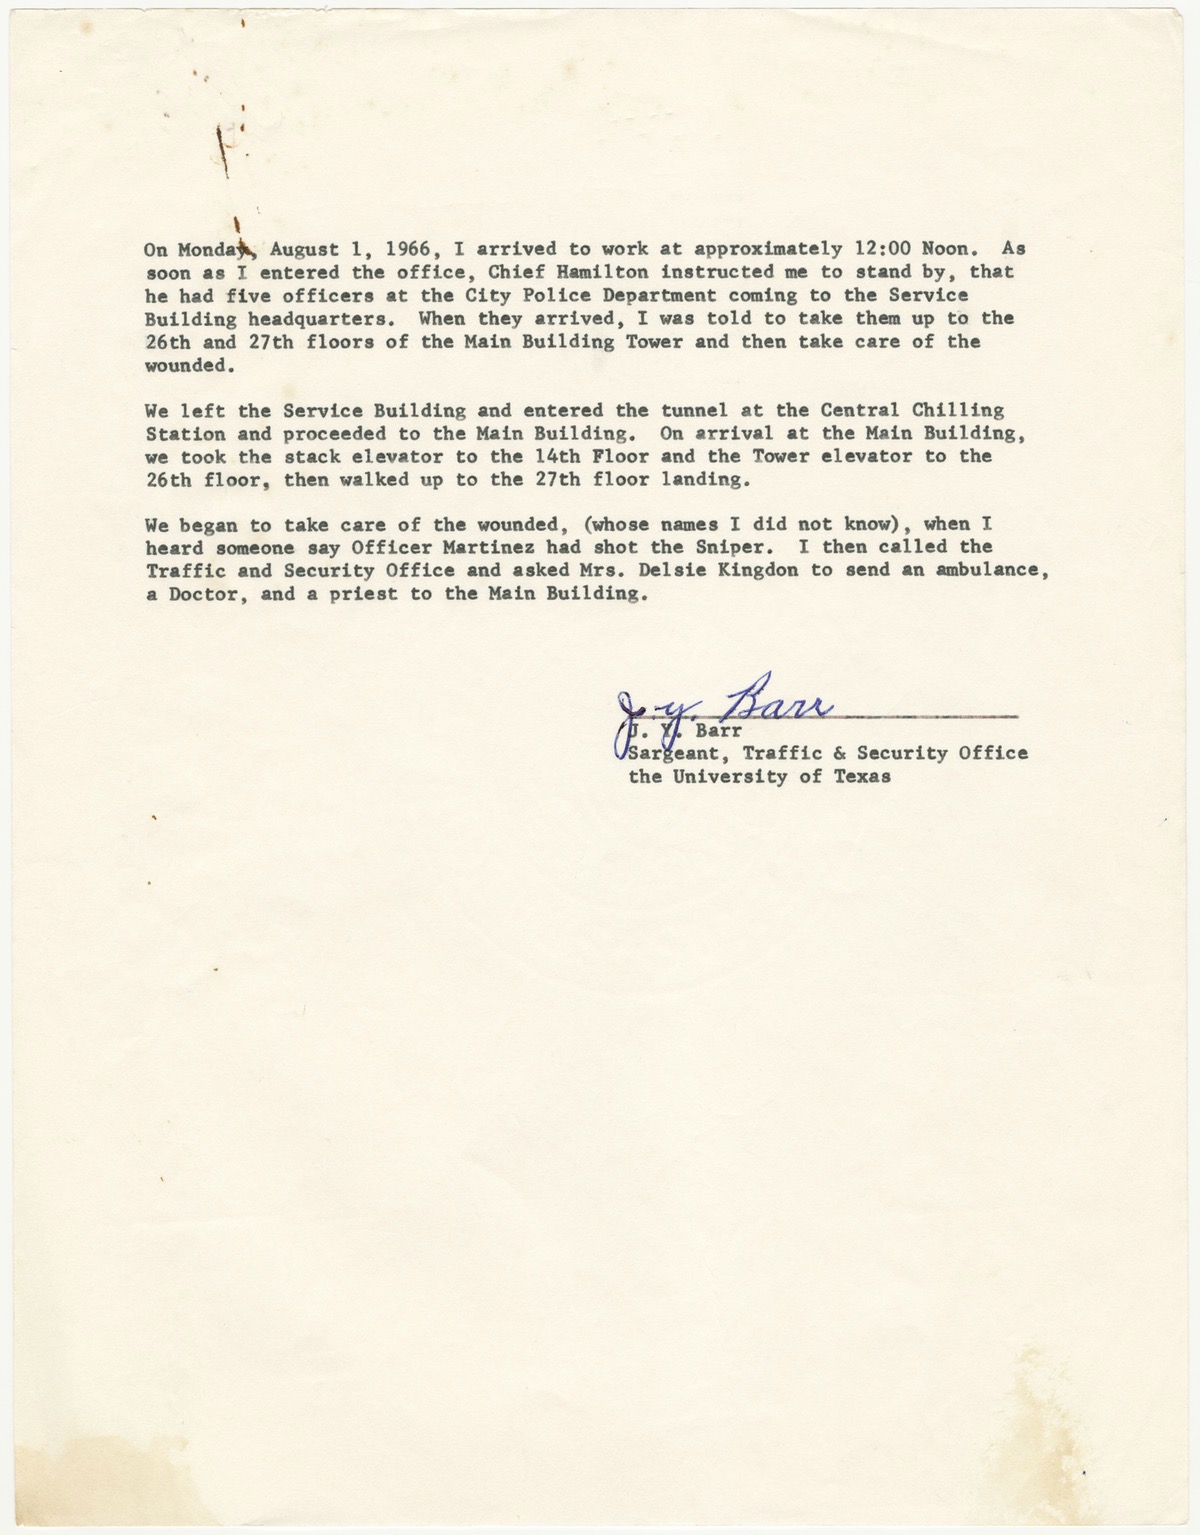 On Monday, August 1, 1966, I arrived to work at approximately 12:00 Noon. As
soon as I entered the office, Chief Hamilton instructed me to stand by, that
he had five officers at the City Police Department coming to the Service
Building headquarters. When they arrived, I was told to take them up to the
26th and 27th floors of the Main Building Tower and then take care of the
wounded.
We left the Service Building and entered the tunnel at the Central Chilling
Station and proceeded to the Main Building. On arrival at the Main Building,
we took the stack elevator to the 14th Floor and the Tower elevator to the
26th floor, then walked up to the 27th floor landing.
We began to take care of the wounded, (whose names I did not know), when I
heard someone say Officer Martinez had shot the Sniper. I then called the
Traffic and Security Office and asked Mrs. Delsie Kingdon to send an ambulance,
a Doctor, and a priest to the Main Building.
J. Y. Barr
J. Y. Barr
Sargeant, Traffic & Security Office
the University of Texas